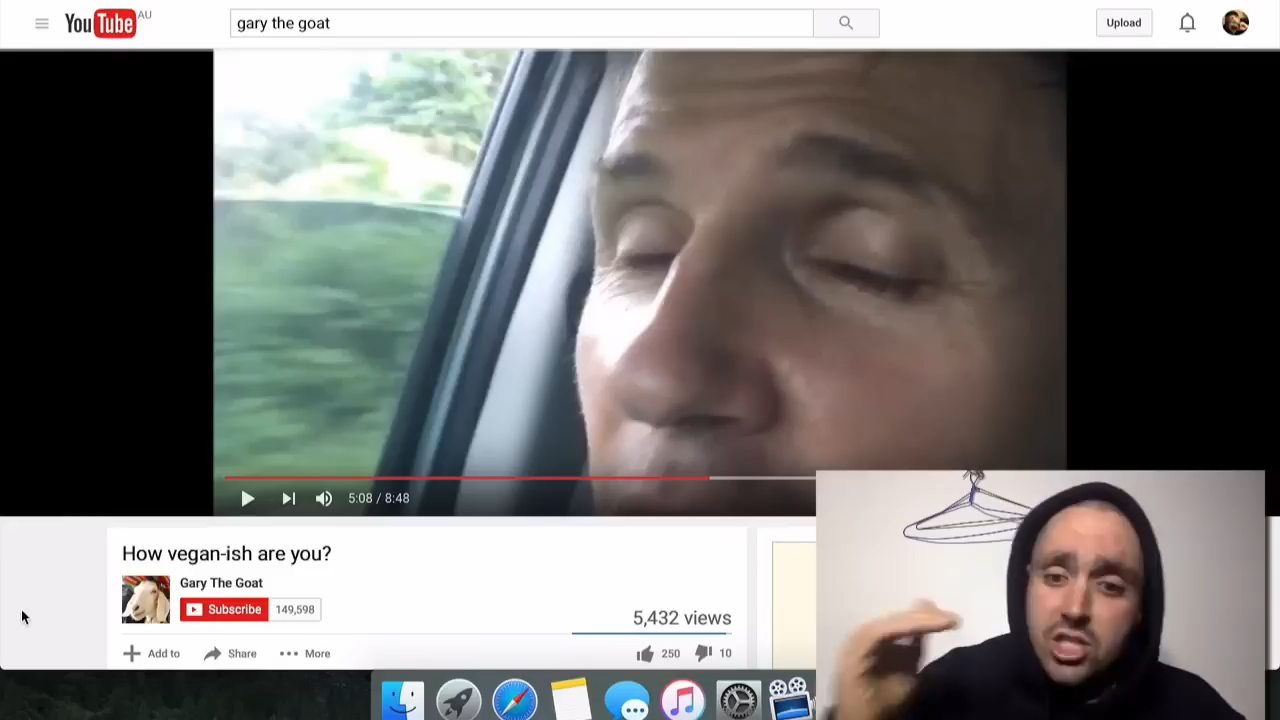 YouTube AU
gary the goat
Upload
5:08 / 8:48
How vegan-ish are you?
Gary The Goat
Subscribe 149,598
5,432 views
Add to Share More 250 10